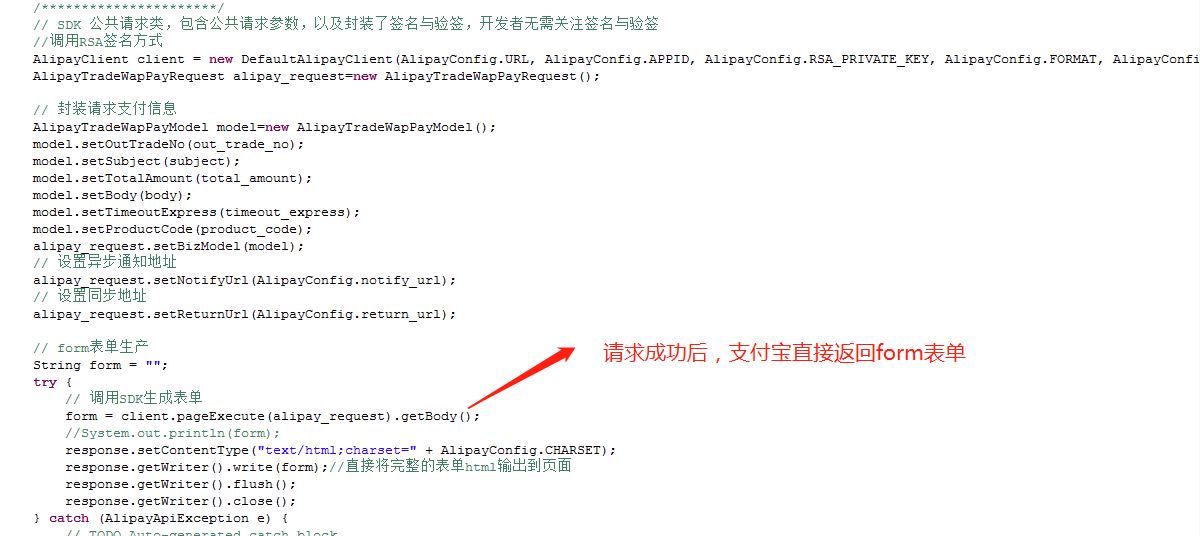 /**********************/
// SDK 公共请求类，包含公共请求参数，以及封装了签名与验签，开发者无需关注签名与验签
//调用RSA签名方式
AlipayClient client = new DefaultAlipayClient(AlipayConfig.URL, AlipayConfig.APPID, AlipayConfig.RSA_PRIVATE_KEY, AlipayConfig.FORMAT, AlipayConfi
AlipayTradeWapPayRequest alipay_request=new AlipayTradeWapPayRequest();
// 封装请求支付信息
AlipayTradeWapPayModel model=new AlipayTradeWapPayModel();
model.setOutTradeNo(out_trade_no);
model.setSubject(subject);
model.setTotalAmount(total_amount);
model.setBody(body);
model.setTimeoutExpress(timeout_express);
model.setProductCode(product_code);
alipay_request.setBizModel(model);
// 设置异步通知地址
alipay_request.setNotifyUrl(AlipayConfig.notify_url);
// 设置同步地址
alipay_request.setReturnUrl(AlipayConfig.return_url);
// form表单生产
请求成功后，支付宝直接返回form表单
String form = "";
try {
// 调用SDK生成表单
form = client.pageExecute(alipay_request).getBody();
//System.out.println(form);
response.setContentType("text/html;charset=" + AlipayConfig.CHARSET);
response.getWriter().write(form);//直接将完整的表单html输出到页面
response.getWriter().flush();
response.getWriter().close();
} catch (AlipayApiException e) {
// TODO Auto-generated catch block